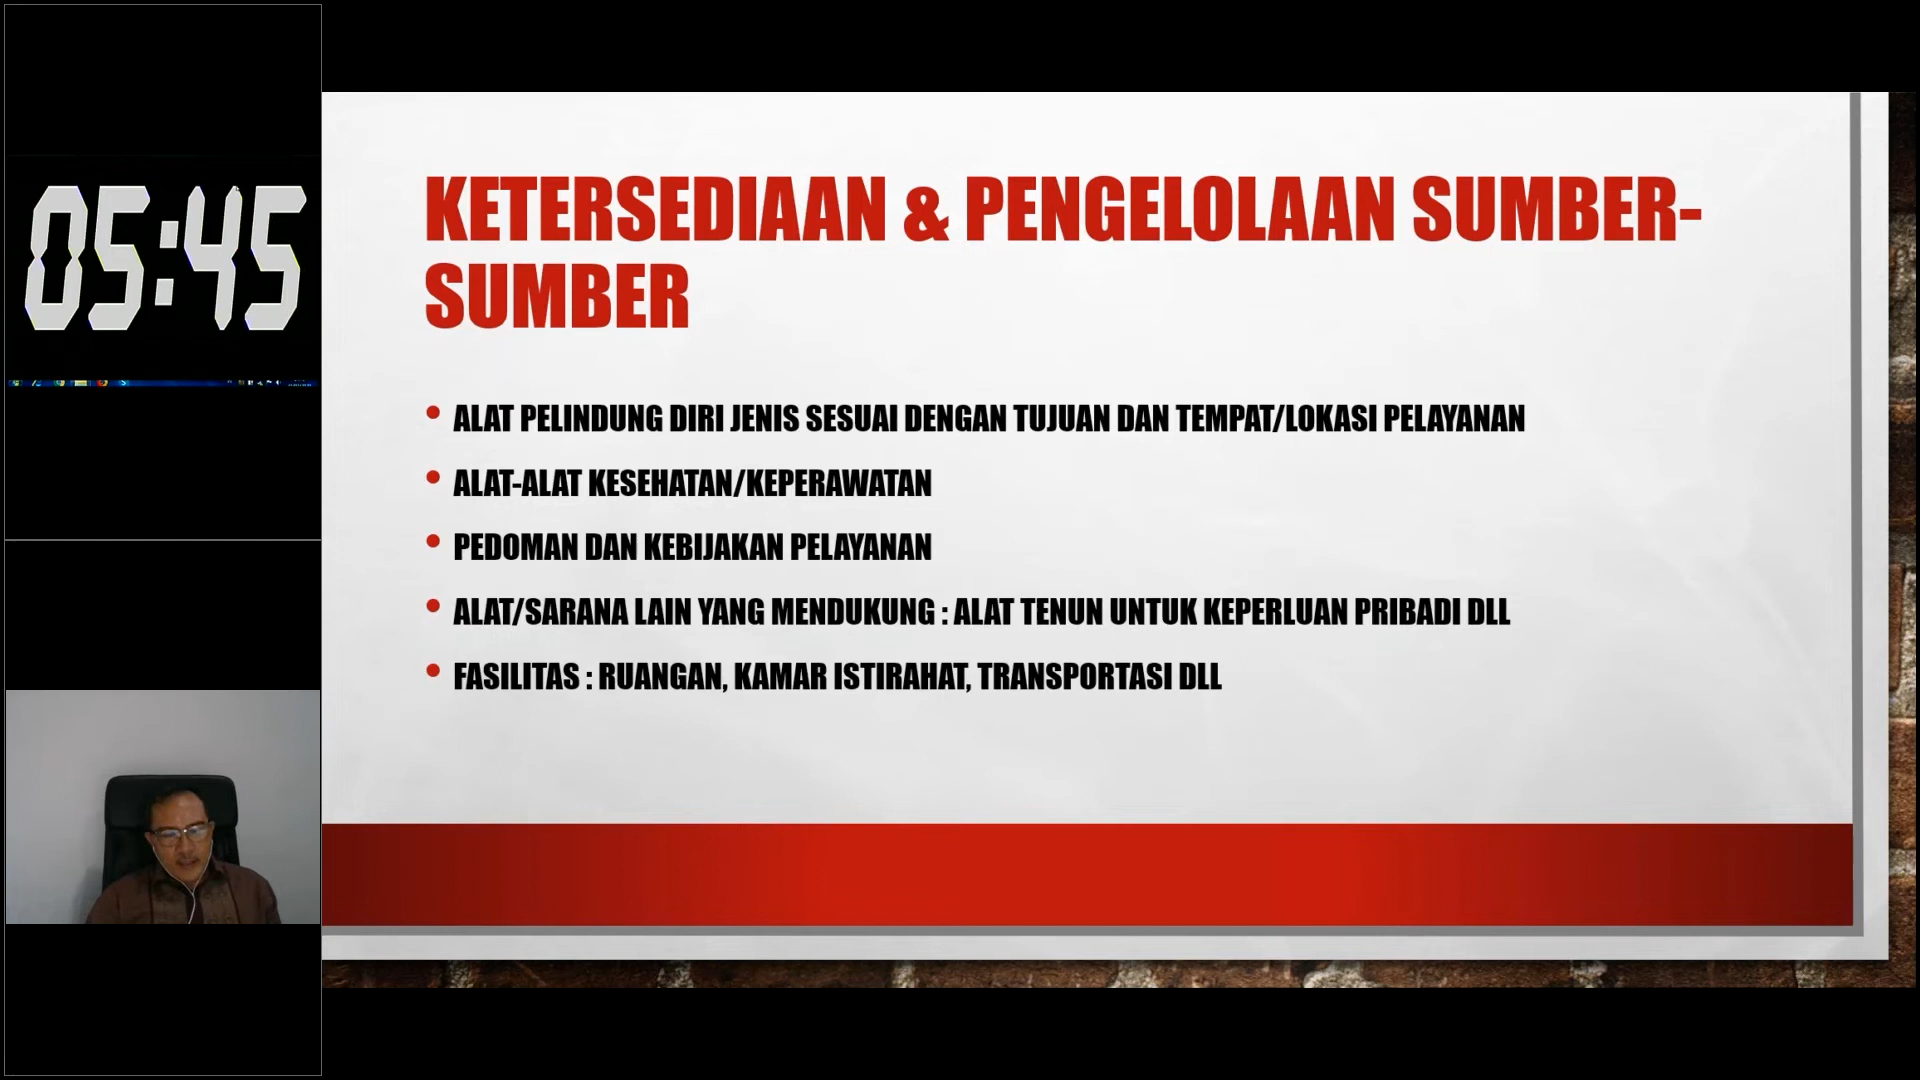 05:45
KETERSEDIAAN & PENGELOLAAN SUMBER-
SUMBER
• ALAT PELINDUNG DIRI JENIS SESUAI DENGAN TUJUAN DAN TEMPAT/LOKASI PELAYANAN
• ALAT-ALAT KESEHATAN/KEPERAWATAN
• PEDOMAN DAN KEBIJAKAN PELAYANAN
• ALAT/SARANA LAIN YANG MENDUKUNG : ALAT TENUN UNTUK KEPERLUAN PRIBADI DLL
• FASILITAS : RUANGAN, KAMAR ISTIRAHAT, TRANSPORTASI DLL